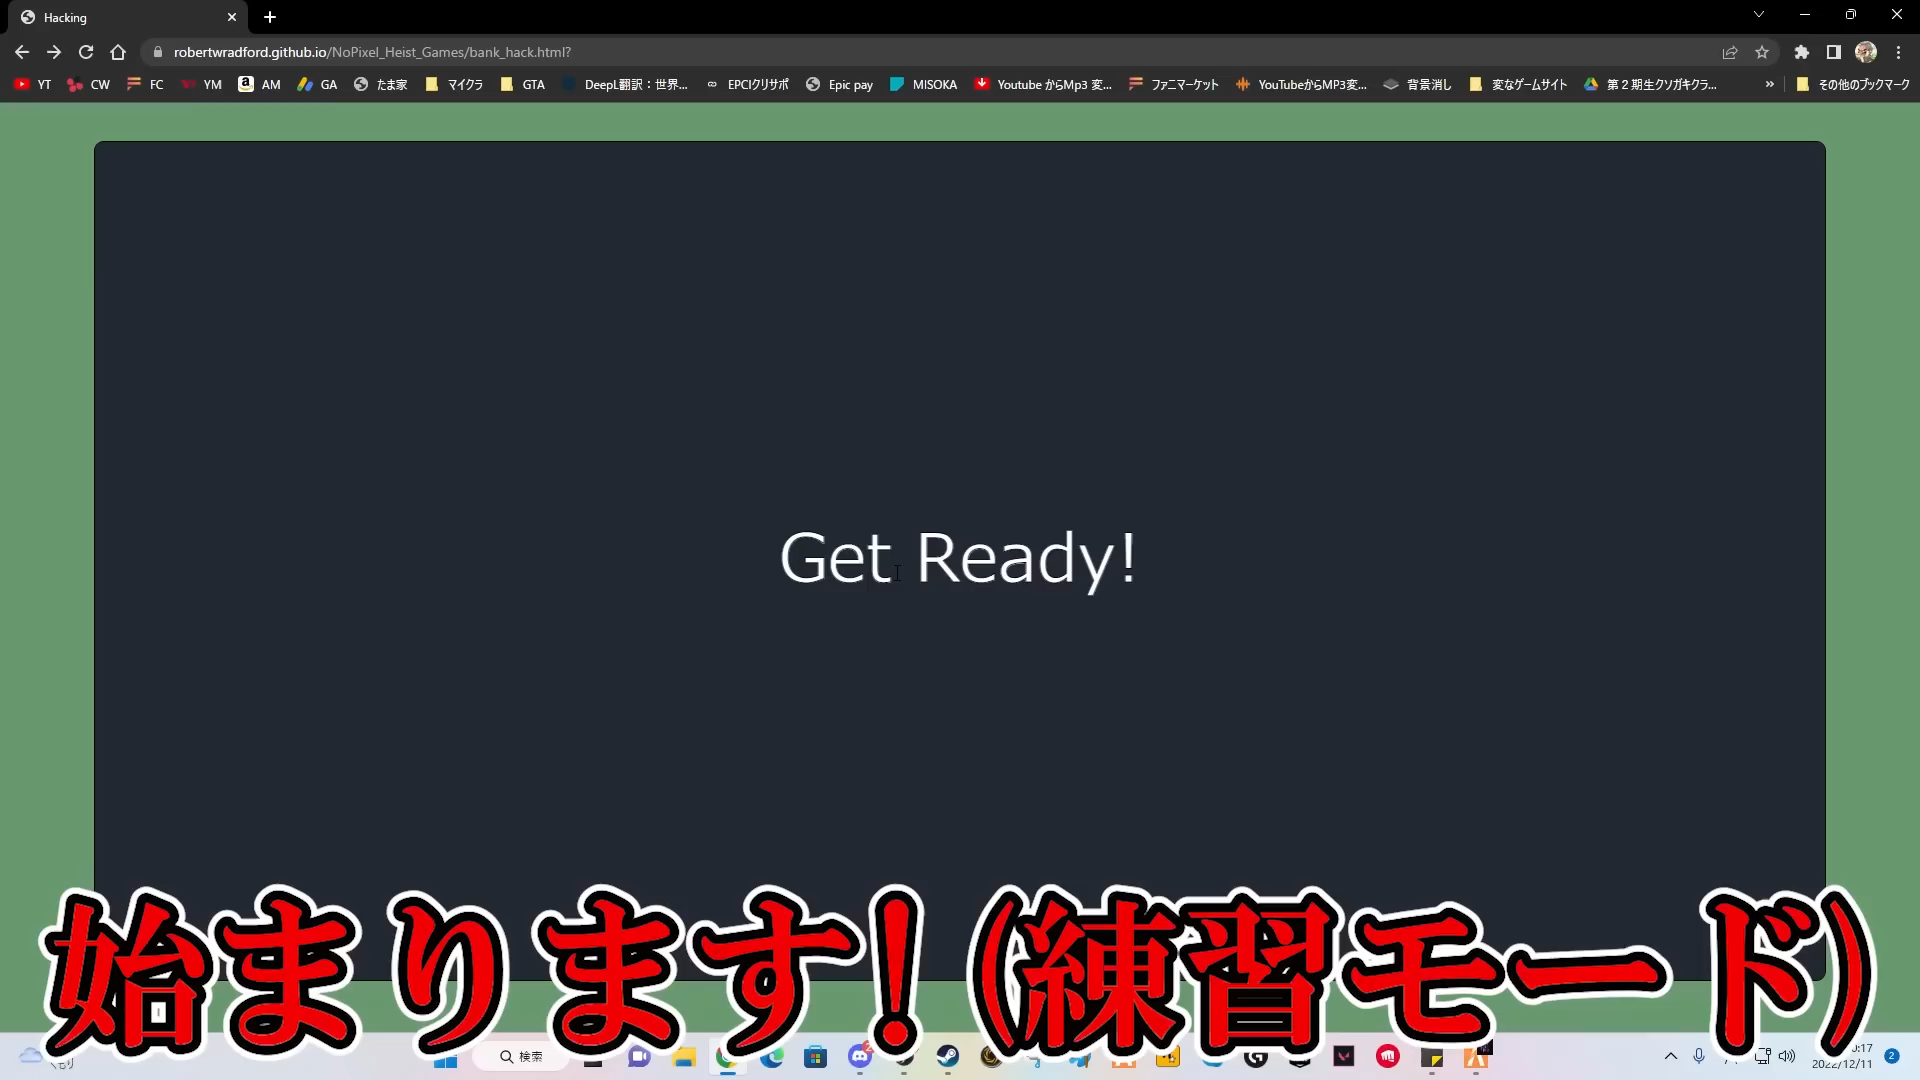 Hacking
robertwradford.github.io/NoPixel_Heist_Games/bank_hack.html?
YT CW FC YM AM GA たま家 マイクラ GTA DeepL翻訳：世界... EPCIクリサポ Epic pay MISOKA Youtube からMp3 変... ファニマーケット YouTubeからMP3変... 背景消し 変なゲームサイト 第２期生クソガキクラ... » その他のブックマーク
Get Ready!
始まります！(練習モード)
検索
2022/12/11
2